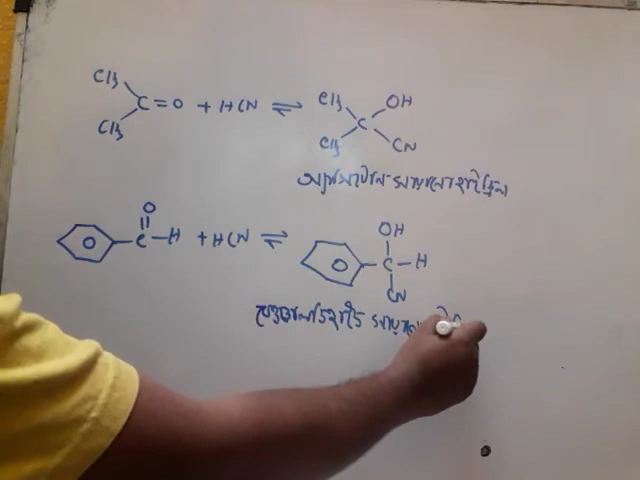 CH₃
C=O + HCN ⇌ CH₃ C OH
CH₃ CH₃ CN
অ্যাসিটোন সায়ানোহাইড্রিন
O
C-H + HCN ⇌ OH
C-H
CN
বেনজালডিহাইড